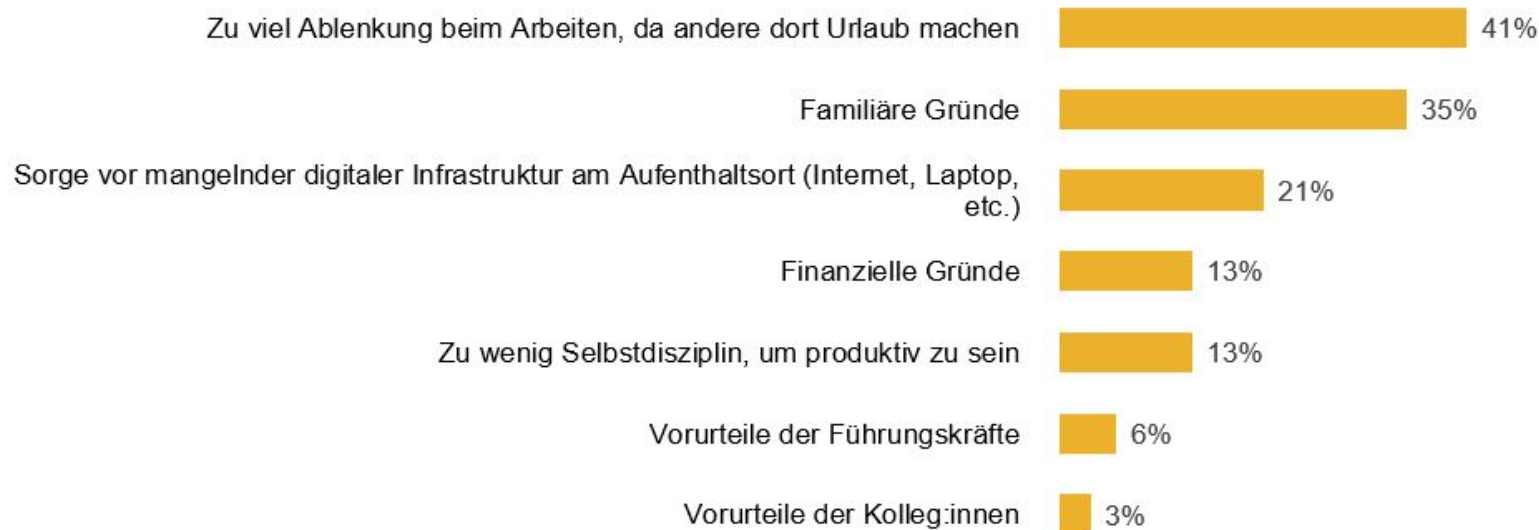 Zu viel Ablenkung beim Arbeiten, da andere dort Urlaub machen 41%
Familiäre Gründe 35%
Sorge vor mangelnder digitaler Infrastruktur am Aufenthaltsort (Internet, Laptop,
etc.) 21%
Finanzielle Gründe 13%
Zu wenig Selbstdisziplin, um produktiv zu sein 13%
Vorurteile der Führungskräfte 6%
Vorurteile der Kolleg:innen 3%